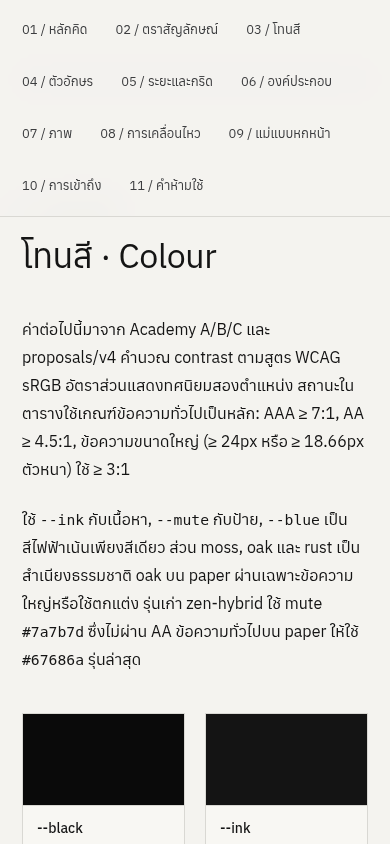 01 / หลักคิด 02 / ตราสัญลักษณ์ 03 / โทนสี
04 / ตัวอักษร 05 / ระยะและกริด 06 / องค์ประกอบ
07 / ภาพ 08 / การเคลื่อนไหว 09 / แม่แบบหกหน้า
10 / การเข้าถึง 11 / คำห้ามใช้
โทนสี · Colour
ค่าต่อไปนี้มาจาก Academy A/B/C และ
proposals/v4 คำนวณ contrast ตามสูตร WCAG
sRGB อัตราส่วนแสดงทศนิยมสองตำแหน่ง สถานะใน
ตารางใช้เกณฑ์ข้อความทั่วไปเป็นหลัก: AAA ≥ 7:1, AA
≥ 4.5:1, ข้อความขนาดใหญ่ (≥ 24px หรือ ≥ 18.66px
ตัวหนา) ใช้ ≥ 3:1
ใช้ --ink กับเนื้อหา, --mute กับป้าย, --blue เป็น
สีไฟฟ้าเน้นเพียงสีเดียว ส่วน moss, oak และ rust เป็น
สำเนียงธรรมชาติ oak บน paper ผ่านเฉพาะข้อความ
ใหญ่หรือใช้ตกแต่ง รุ่นเก่า zen-hybrid ใช้ mute
#7a7b7d ซึ่งไม่ผ่าน AA ข้อความทั่วไปบน paper ให้ใช้
#67686a รุ่นล่าสุด
--black --ink